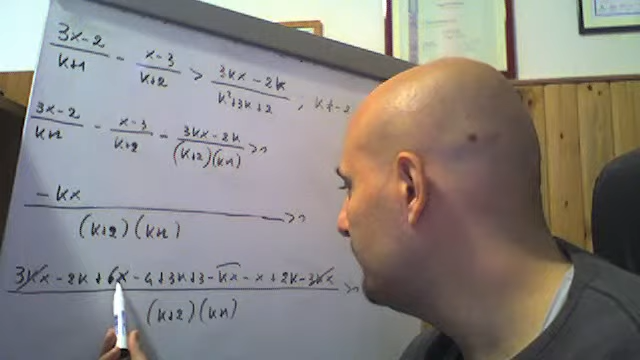 3x-2/k+1 - x-3/k+2 > 3kx-2k/k²+3k+2 , k≠-2
3x-2/k+1 - x-3/k+2 - 3kx-2k/(k+2)(k+1) >0
-kx / (k+2)(k+1) >0
3kx-2k+6x-4+3k+3-kx-x+2k-3kx / (k+2)(k+1) >0